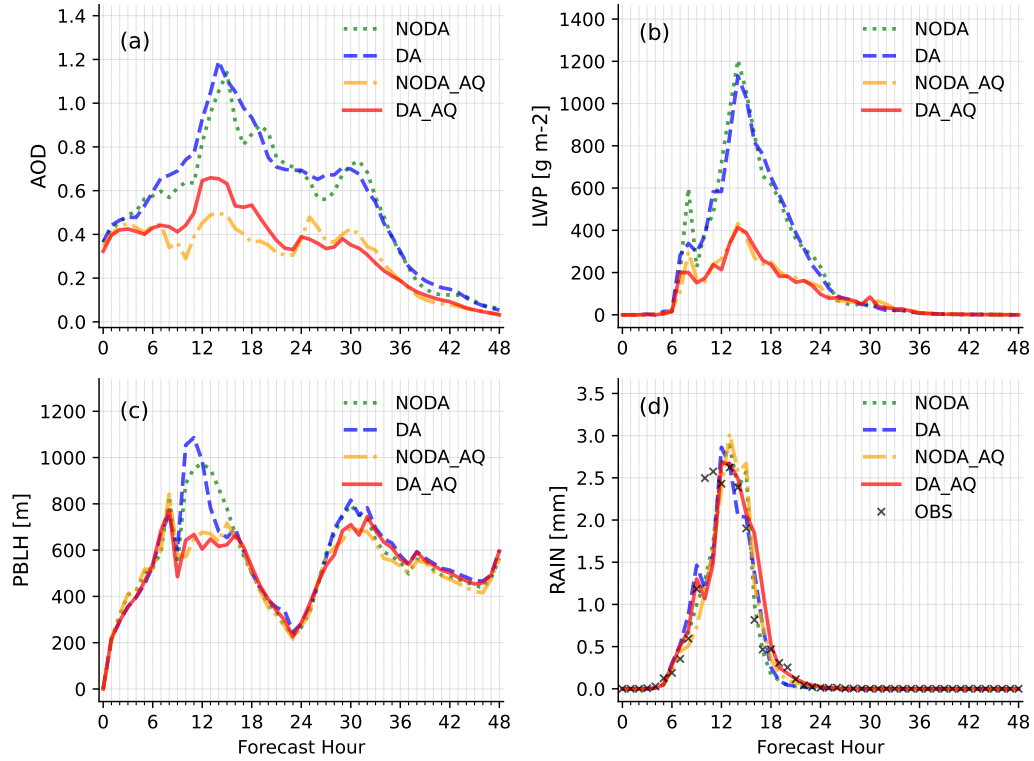 (a)
NODA
DA
NODA_AQ
DA_AQ
AOD
1.4
1.2
1.0
0.8
0.6
0.4
0.2
0.0
0 6 12 18 24 30 36 42 48
(b)
NODA
DA
NODA_AQ
DA_AQ
LWP [g m-2]
1400
1200
1000
800
600
400
200
0
0 6 12 18 24 30 36 42 48
(c)
NODA
DA
NODA_AQ
DA_AQ
PBLH [m]
1200
1000
800
600
400
200
0
0 6 12 18 24 30 36 42 48
Forecast Hour
(d)
NODA
DA
NODA_AQ
DA_AQ
OBS
RAIN [mm]
3.5
3.0
2.5
2.0
1.5
1.0
0.5
0.0
0 6 12 18 24 30 36 42 48
Forecast Hour